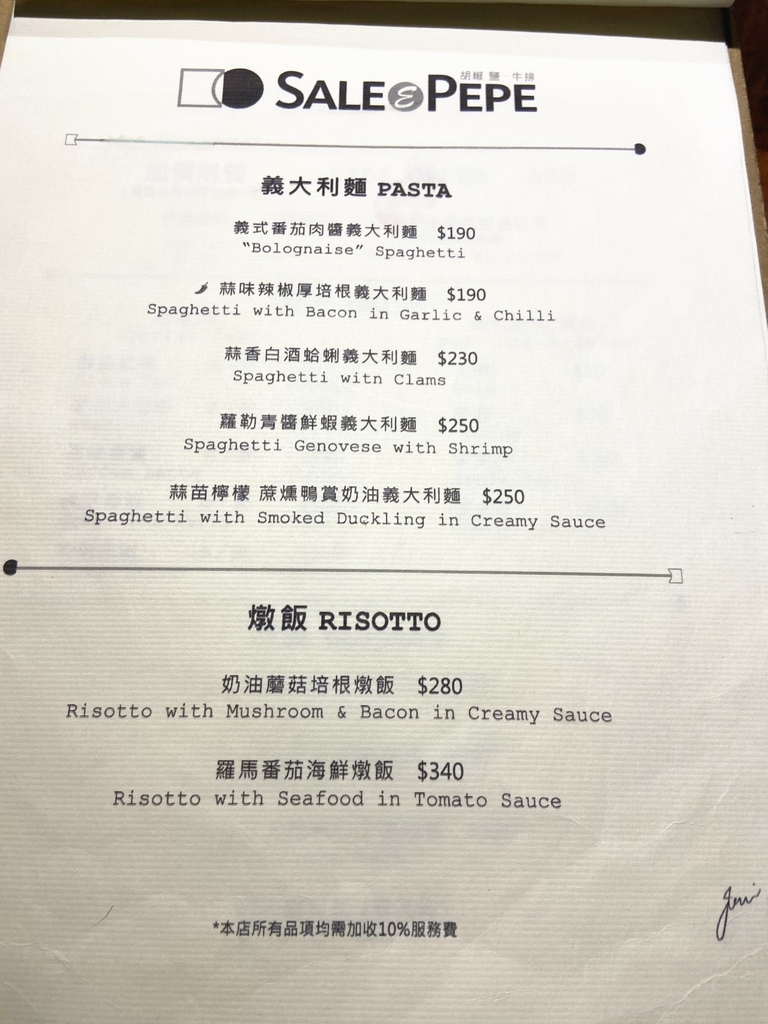 胡椒 鹽·牛排
SALE&PEPE
義大利麵 PASTA
義式番茄肉醬義大利麵 $190
“Bolognaise” Spaghetti
蒜味辣椒厚培根義大利麵 $190
Spaghetti with Bacon in Garlic & Chilli
蒜香白酒蛤蜊義大利麵 $230
Spaghetti witn Clams
蘿勒青醬鮮蝦義大利麵 $250
Spaghetti Genovese with Shrimp
蒜苗檸檬 蔗燻鴨賞奶油義大利麵 $250
Spaghetti with Smoked Duckling in Creamy Sauce
燉飯 RISOTTO
奶油蘑菇培根燉飯 $280
Risotto with Mushroom & Bacon in Creamy Sauce
羅馬番茄海鮮燉飯 $340
Risotto with Seafood in Tomato Sauce
*本店所有品項均需加收10%服務費